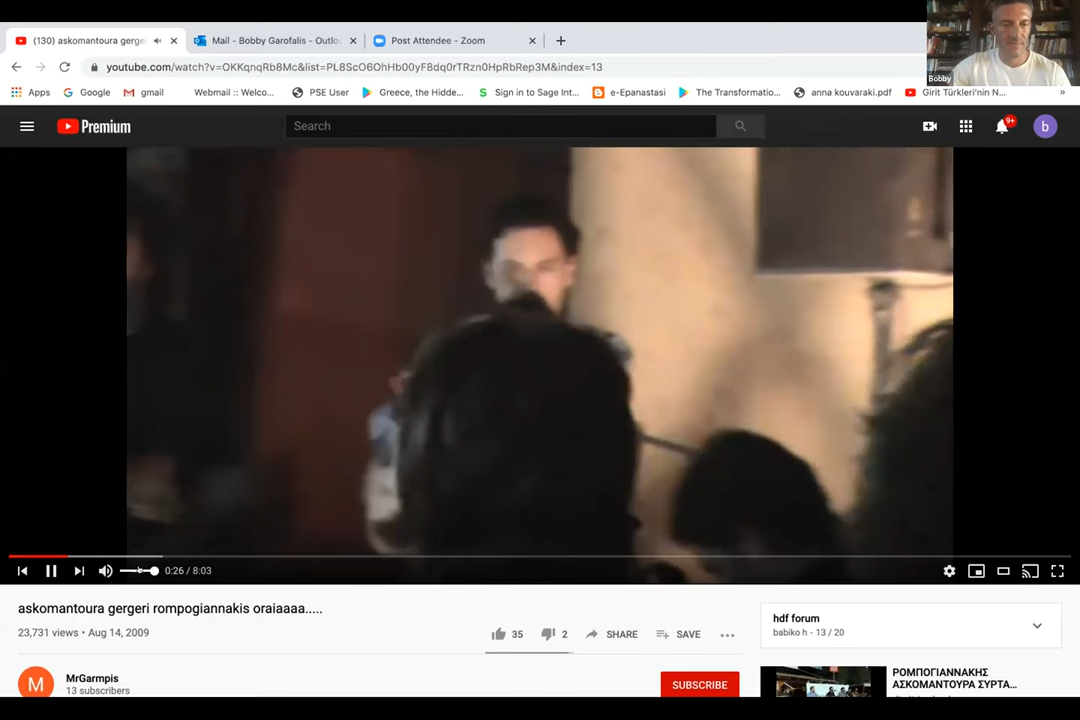 (130) askomantoura gerge
Mail - Bobby Garofalis - Outlo
Post Attendee - Zoom
youtube.com/watch?v=OKKqnqRb8Mc&list=PL8ScO6OhHb00yF8dq0rTRzn0HpRbRep3M&index=13
Bobby
Apps
Google
gmail
Webmail :: Welco...
PSE User
Greece, the Hidde...
Sign in to Sage Int...
e-Epanastasi
The Transformatio...
anna kouvaraki.pdf
Girit Türkleri'nin N...
»
Premium
Search
9+
b
0:26 / 8:03
askomantoura gergeri rompogiannakis oraiaaaa.....
23,731 views • Aug 14, 2009
35
2
SHARE
SAVE
hdf forum
babiko h - 13 / 20
M
MrGarmpis
13 subscribers
SUBSCRIBE
ΡΟΜΠΟΓΙΑΝΝΑΚΗΣ
ΑΣΚΟΜΑΝΤΟΥΡΑ ΣΥΡΤΑ...